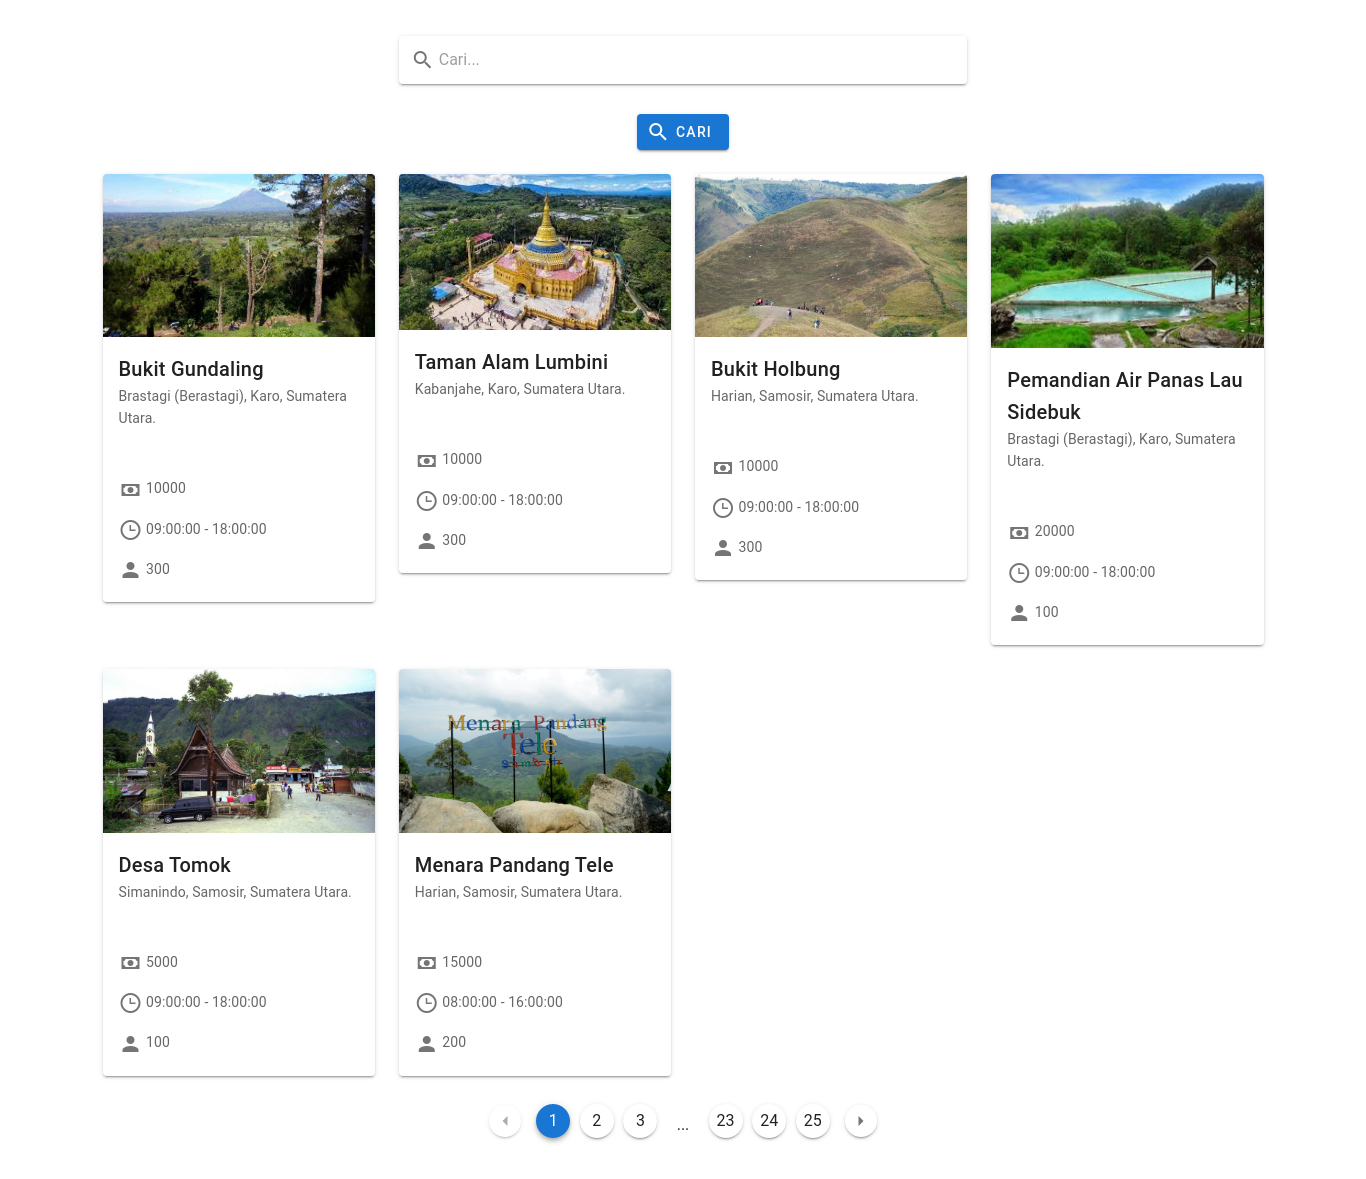 Cari...
CARI
Bukit Gundaling
Brastagi (Berastagi), Karo, Sumatera
Utara.
10000
09:00:00 - 18:00:00
300
Taman Alam Lumbini
Kabanjahe, Karo, Sumatera Utara.
10000
09:00:00 - 18:00:00
300
Bukit Holbung
Harian, Samosir, Sumatera Utara.
10000
09:00:00 - 18:00:00
300
Pemandian Air Panas Lau
Sidebuk
Brastagi (Berastagi), Karo, Sumatera
Utara.
20000
09:00:00 - 18:00:00
100
Desa Tomok
Simanindo, Samosir, Sumatera Utara.
5000
09:00:00 - 18:00:00
100
Menara Pandang
Tele
Samosir
Menara Pandang Tele
Harian, Samosir, Sumatera Utara.
15000
08:00:00 - 16:00:00
200
1 2 3 ... 23 24 25